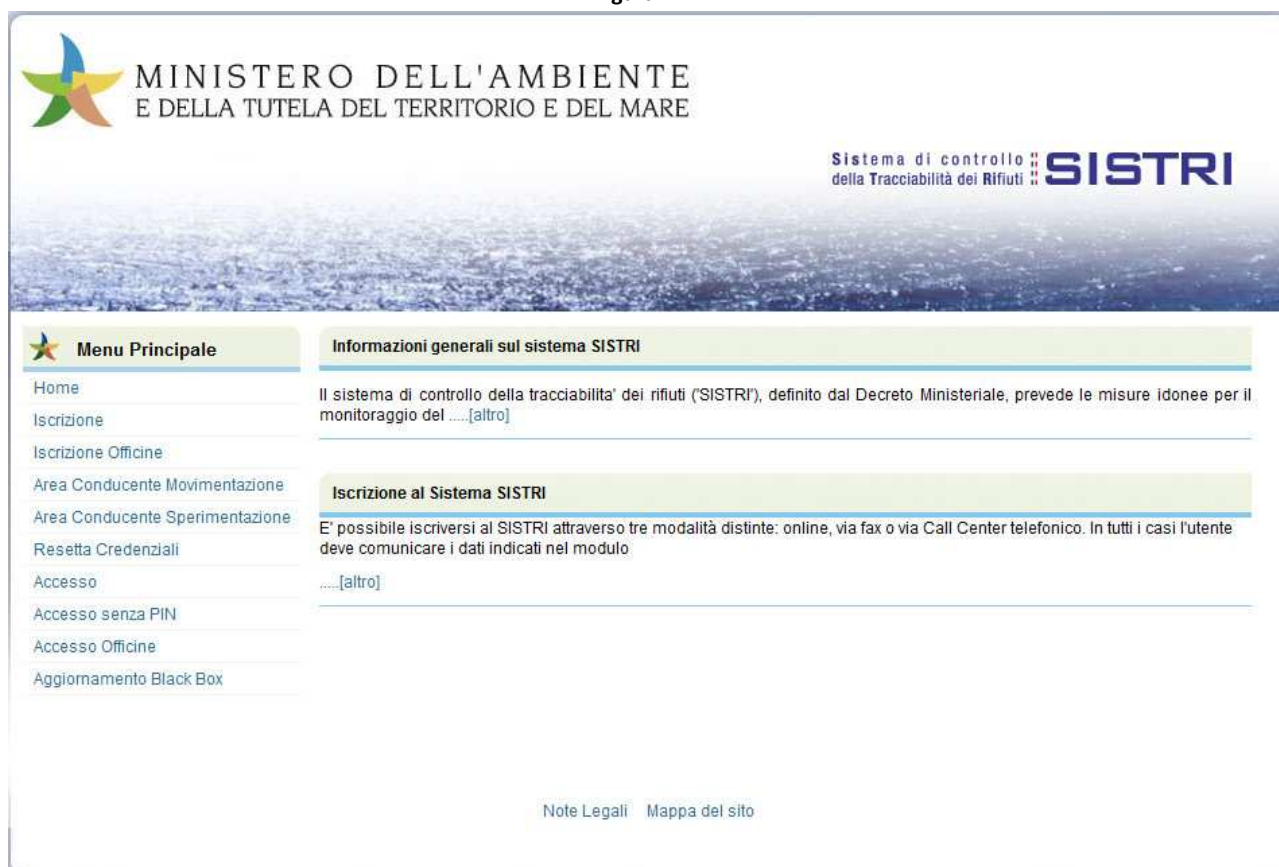 MINISTERO DELL'AMBIENTE
E DELLA TUTELA DEL TERRITORIO E DEL MARE
Sistema di controllo
della Tracciabilità dei Rifiuti
SISTRI
Menu Principale
Home
Iscrizione
Iscrizione Officine
Area Conducente Movimentazione
Area Conducente Sperimentazione
Resetta Credenziali
Accesso
Accesso senza PIN
Accesso Officine
Aggiornamento Black Box
Informazioni generali sul sistema SISTRI
Il sistema di controllo della tracciabilita' dei rifiuti ('SISTRI'), definito dal Decreto Ministeriale, prevede le misure idonee per il
monitoraggio del .....[altro]
Iscrizione al Sistema SISTRI
E' possibile iscriversi al SISTRI attraverso tre modalità distinte: online, via fax o via Call Center telefonico. In tutti i casi l'utente
deve comunicare i dati indicati nel modulo
.....[altro]
Note Legali Mappa del sito